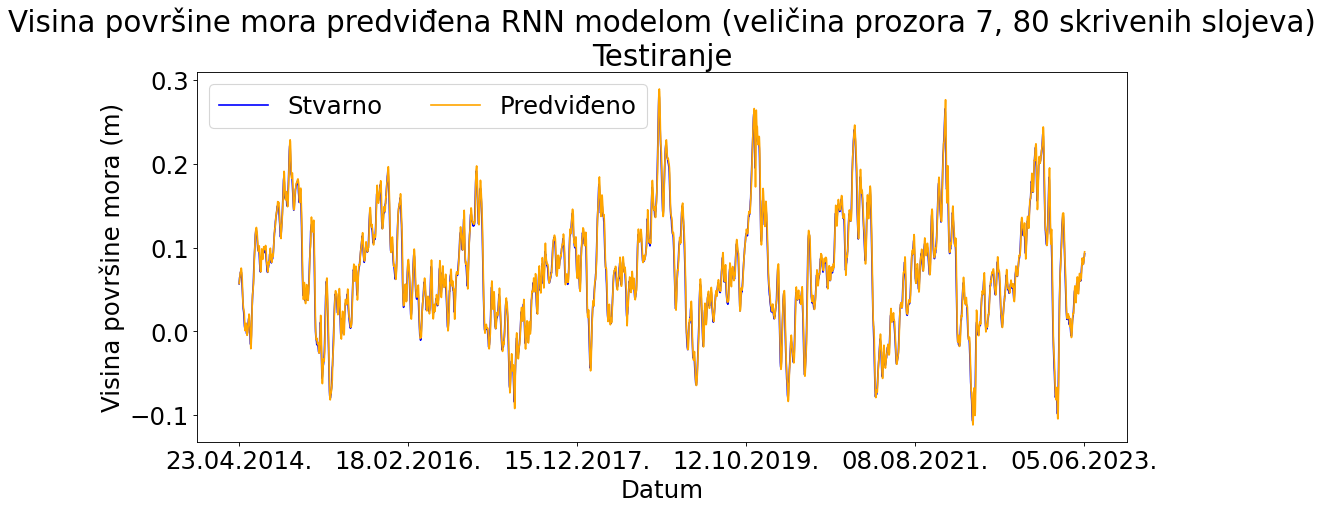 Visina površine mora predviđena RNN modelom (veličina prozora 7, 80 skrivenih slojeva)
Testiranje
Stvarno
Predviđeno
Visina površine mora (m)
0.3
0.2
0.1
0.0
−0.1
23.04.2014.
18.02.2016.
15.12.2017.
12.10.2019.
08.08.2021.
05.06.2023.
Datum